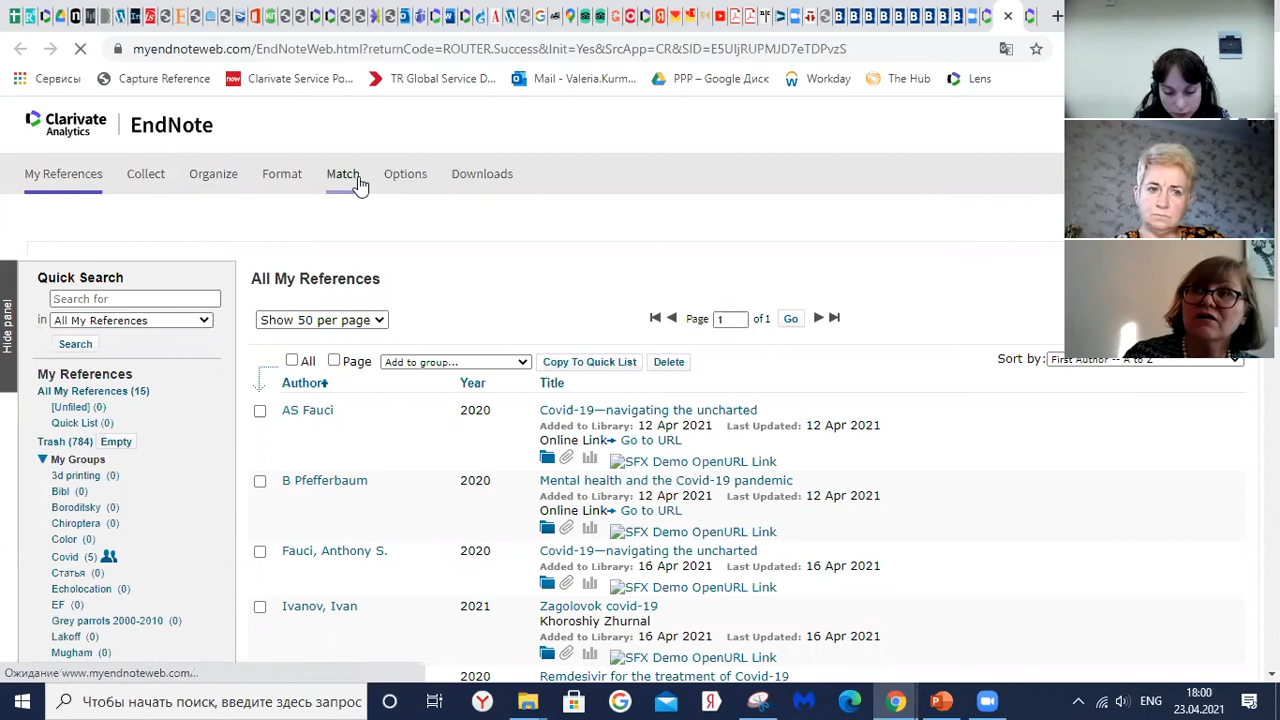 myendnoteweb.com/EndNoteWeb.html?returnCode=ROUTER.Success&Init=Yes&SrcApp=CR&SID=E5UIjRUPMJD7eTDPvzS
Сервисы Capture Reference Clarivate Service Po... TR Global Service D... Mail - Valeria.Kurm... PPP – Google Диск Workday The Hub Lens
Clarivate Analytics EndNote
My References Collect Organize Format Match Options Downloads
Hide panel
Quick Search
Search for
in All My References
Search
My References
All My References (15)
[Unfiled] (0)
Quick List (0)
Trash (784) Empty
My Groups
3d printing (0)
Bibl (0)
Boroditsky (0)
Chiroptera (0)
Color (0)
Covid (5)
Статья (0)
Echolocation (0)
EF (0)
Grey parrots 2000-2010 (0)
Lakoff (0)
Mugham (0)
All My References
Show 50 per page
Page 1 of 1 Go
All Page Add to group... Copy To Quick List Delete
Sort by: First Author -- A to Z
Author Year Title
AS Fauci 2020 Covid-19—navigating the uncharted
Added to Library: 12 Apr 2021 Last Updated: 12 Apr 2021
Online Link Go to URL
SFX Demo OpenURL Link
B Pfefferbaum 2020 Mental health and the Covid-19 pandemic
Added to Library: 12 Apr 2021 Last Updated: 12 Apr 2021
Online Link Go to URL
SFX Demo OpenURL Link
Fauci, Anthony S. 2020 Covid-19—navigating the uncharted
Added to Library: 16 Apr 2021 Last Updated: 16 Apr 2021
SFX Demo OpenURL Link
Ivanov, Ivan 2021 Zagolovok covid-19
Khoroshiy Zhurnal
Added to Library: 16 Apr 2021 Last Updated: 16 Apr 2021
SFX Demo OpenURL Link
2020 Remdesivir for the treatment of Covid-19
Ожидание www.myendnoteweb.com...
Чтобы начать поиск, введите здесь запрос
ENG
18:00
23.04.2021